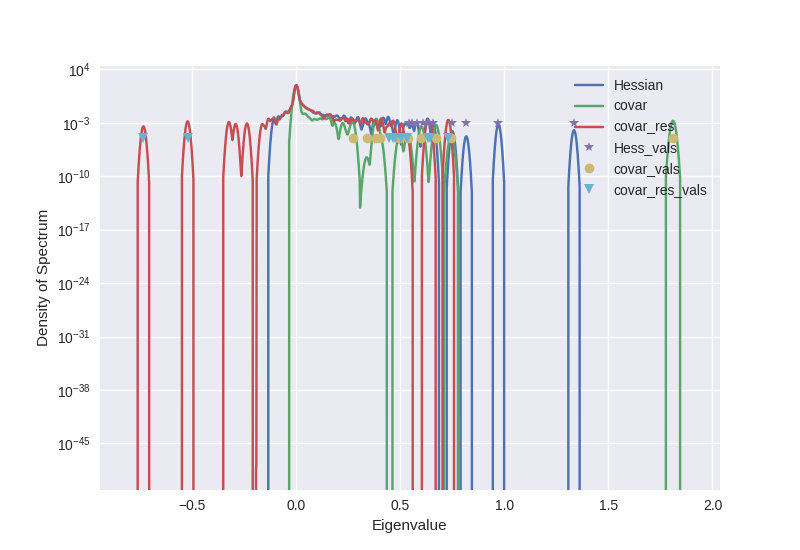 10^4
10^-3
10^-10
10^-17
10^-24
10^-31
10^-38
10^-45
Density of Spectrum
Hessian
covar
covar_res
Hess_vals
covar_vals
covar_res_vals
−0.5 0.0 0.5 1.0 1.5 2.0
Eigenvalue